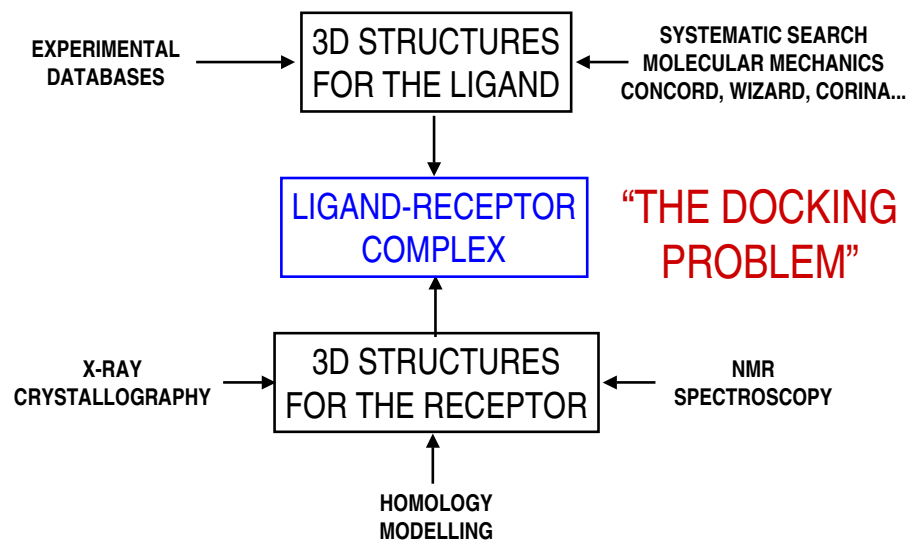 EXPERIMENTAL
DATABASES
3D STRUCTURES
FOR THE LIGAND
SYSTEMATIC SEARCH
MOLECULAR MECHANICS
CONCORD, WIZARD, CORINA...
LIGAND-RECEPTOR
COMPLEX
“THE DOCKING
PROBLEM”
X-RAY
CRYSTALLOGRAPHY
3D STRUCTURES
FOR THE RECEPTOR
NMR
SPECTROSCOPY
HOMOLOGY
MODELLING